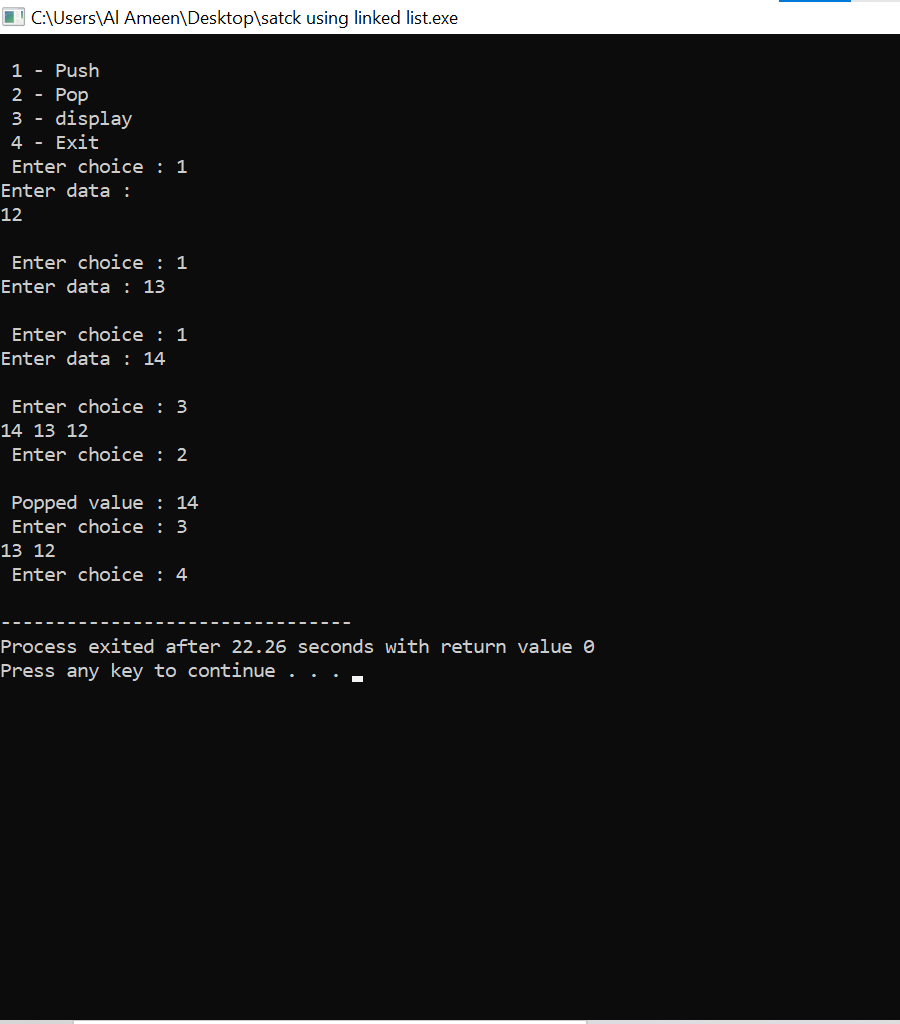 C:\Users\Al Ameen\Desktop\satck using linked list.exe
1 - Push
2 - Pop
3 - display
4 - Exit
Enter choice : 1
Enter data :
12
Enter choice : 1
Enter data : 13
Enter choice : 1
Enter data : 14
Enter choice : 3
14 13 12
Enter choice : 2
Popped value : 14
Enter choice : 3
13 12
Enter choice : 4
--------------------------------
Process exited after 22.26 seconds with return value 0
Press any key to continue . . .